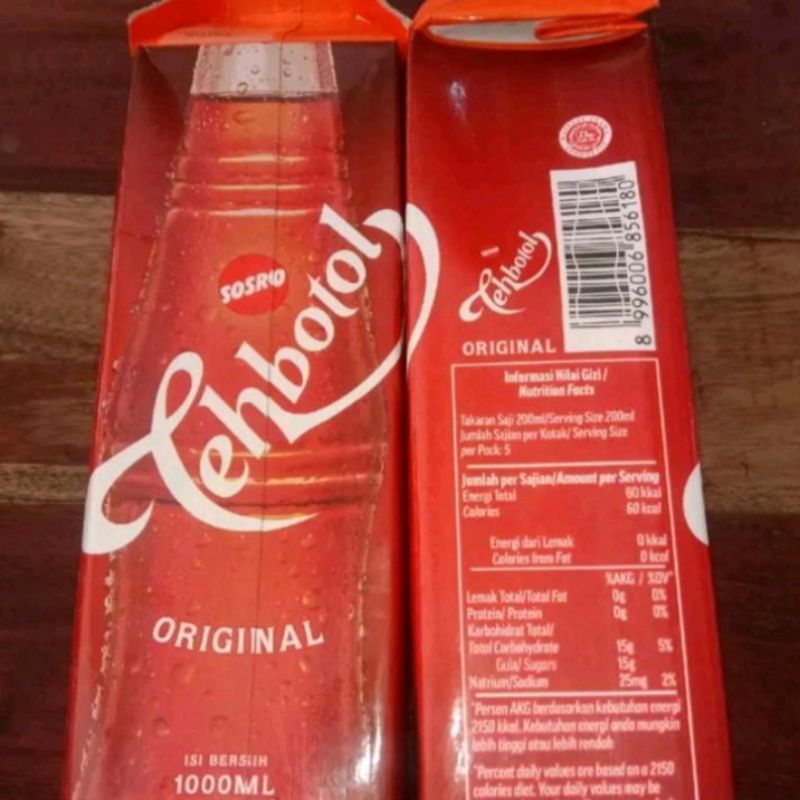 SOSRO
Tehbotol
ORIGINAL
ISI BERSIH
1000ML
8 996006 856180
Tehbotol
ORIGINAL
Informasi Nilai Gizi /
Nutrition Facts
Takaran Saji 200ml/Serving Size 200ml
Jumlah Sajian per Kotak/ Serving Size
per Pack: 5
Jumlah per Sajian/Amount per Serving
Energi Total 60 kkal
Calories 60 kcal
Energi dari Lemak 0 kkal
Calories from Fat 0 kcal
%AKG / %DV*
Lemak Total/Total Fat 0g 0%
Protein/ Protein 0g 0%
Karbohidrat Total/
Total Carbohydrate 15g 5%
Gula/ Sugars 15g
Natrium/Sodium 25mg 2%
*Persen AKG berdasarkan kebutuhan energi
2150 kkal. Kebutuhan energi anda mungkin
lebih tinggi atau lebih rendah
*Percent daily values are based on a 2150
calories diet. Your daily values may be